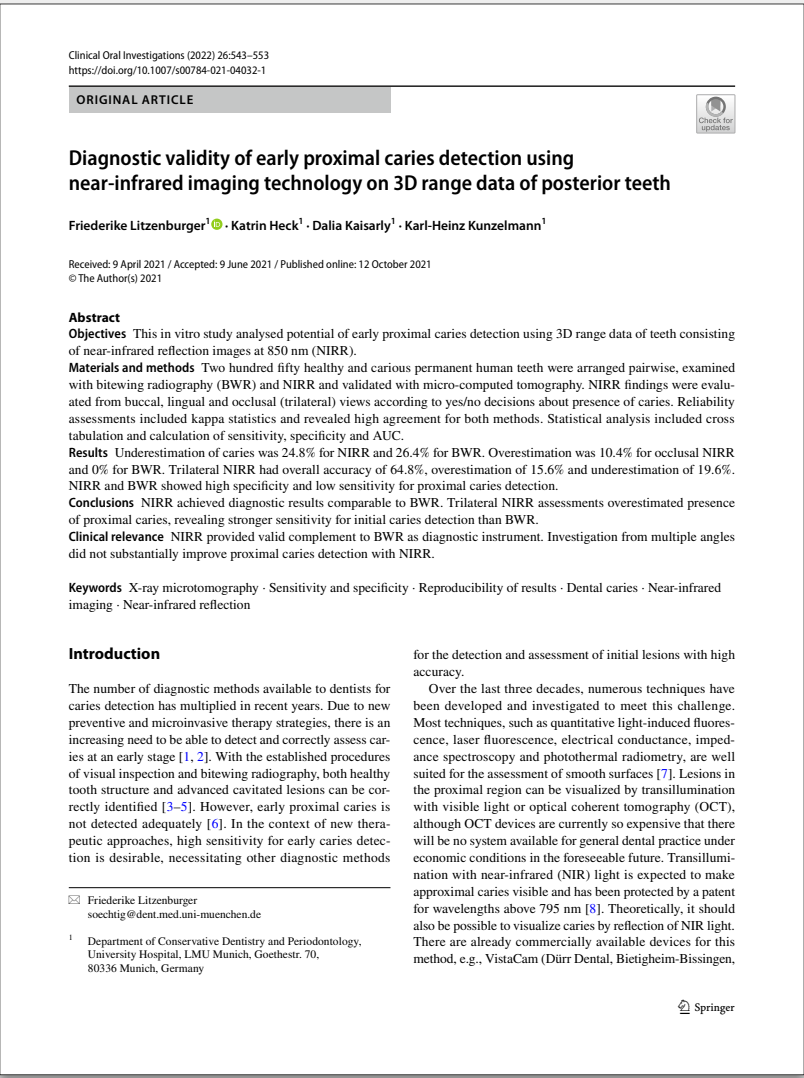 Clinical Oral Investigations (2022) 26:543–553
https://doi.org/10.1007/s00784-021-04032-1
ORIGINAL ARTICLE
Check for
updates
Diagnostic validity of early proximal caries detection using
near-infrared imaging technology on 3D range data of posterior teeth
Friederike Litzenburger1 · Katrin Heck1 · Dalia Kaisarly1 · Karl-Heinz Kunzelmann1
Received: 9 April 2021 / Accepted: 9 June 2021 / Published online: 12 October 2021
© The Author(s) 2021
Abstract
Objectives This in vitro study analysed potential of early proximal caries detection using 3D range data of teeth consisting
of near-infrared reflection images at 850 nm (NIRR).
Materials and methods Two hundred fifty healthy and carious permanent human teeth were arranged pairwise, examined
with bitewing radiography (BWR) and NIRR and validated with micro-computed tomography. NIRR findings were evalu-
ated from buccal, lingual and occlusal (trilateral) views according to yes/no decisions about presence of caries. Reliability
assessments included kappa statistics and revealed high agreement for both methods. Statistical analysis included cross
tabulation and calculation of sensitivity, specificity and AUC.
Results Underestimation of caries was 24.8% for NIRR and 26.4% for BWR. Overestimation was 10.4% for occlusal NIRR
and 0% for BWR. Trilateral NIRR had overall accuracy of 64.8%, overestimation of 15.6% and underestimation of 19.6%.
NIRR and BWR showed high specificity and low sensitivity for proximal caries detection.
Conclusions NIRR achieved diagnostic results comparable to BWR. Trilateral NIRR assessments overestimated presence
of proximal caries, revealing stronger sensitivity for initial caries detection than BWR.
Clinical relevance NIRR provided valid complement to BWR as diagnostic instrument. Investigation from multiple angles
did not substantially improve proximal caries detection with NIRR.
Keywords X-ray microtomography · Sensitivity and specificity · Reproducibility of results · Dental caries · Near-infrared
imaging · Near-infrared reflection
Introduction
The number of diagnostic methods available to dentists for
caries detection has multiplied in recent years. Due to new
preventive and microinvasive therapy strategies, there is an
increasing need to be able to detect and correctly assess car-
ies at an early stage [1, 2]. With the established procedures
of visual inspection and bitewing radiography, both healthy
tooth structure and advanced cavitated lesions can be cor-
rectly identified [3–5]. However, early proximal caries is
not detected adequately [6]. In the context of new thera-
peutic approaches, high sensitivity for early caries detec-
tion is desirable, necessitating other diagnostic methods
Friederike Litzenburger
soechtig@dent.med.uni-muenchen.de
1 Department of Conservative Dentistry and Periodontology,
University Hospital, LMU Munich, Goethestr. 70,
80336 Munich, Germany
for the detection and assessment of initial lesions with high
accuracy.
Over the last three decades, numerous techniques have
been developed and investigated to meet this challenge.
Most techniques, such as quantitative light-induced fluores-
cence, laser fluorescence, electrical conductance, imped-
ance spectroscopy and photothermal radiometry, are well
suited for the assessment of smooth surfaces [7]. Lesions in
the proximal region can be visualized by transillumination
with visible light or optical coherent tomography (OCT),
although OCT devices are currently so expensive that there
will be no system available for general dental practice under
economic conditions in the foreseeable future. Transillumi-
nation with near-infrared (NIR) light is expected to make
approximal caries visible and has been protected by a patent
for wavelengths above 795 nm [8]. Theoretically, it should
also be possible to visualize caries by reflection of NIR light.
There are already commercially available devices for this
method, e.g., VistaCam (Dürr Dental, Bietigheim-Bissingen,
Springer